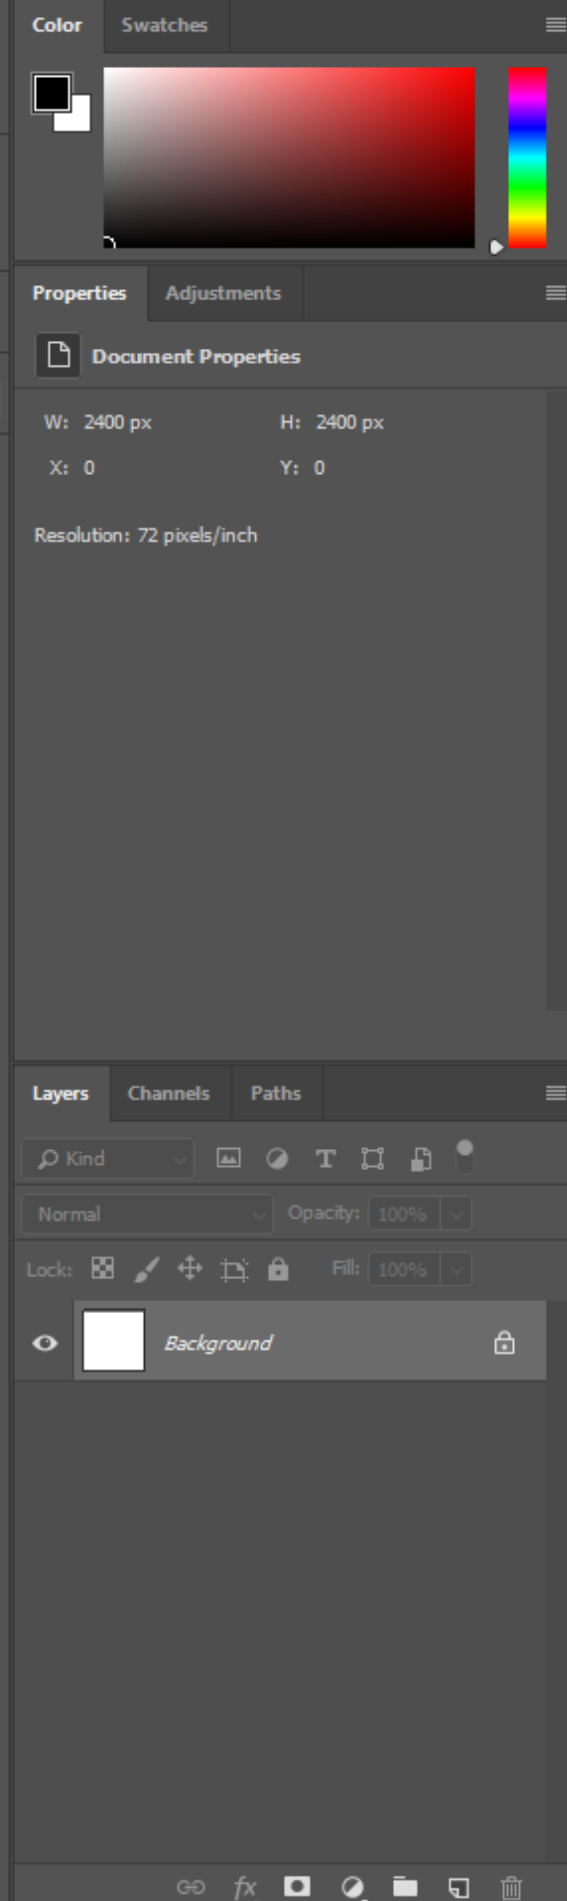 Color Swatches
Properties Adjustments
Document Properties
W: 2400 px H: 2400 px
X: 0 Y: 0
Resolution: 72 pixels/inch
Layers Channels Paths
Kind
Normal Opacity: 100%
Lock: Fill: 100%
Background
fx